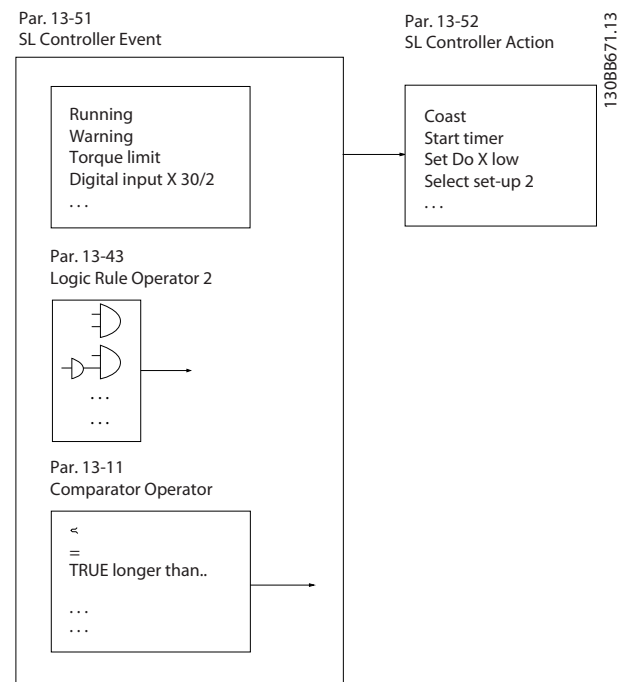 Par. 13-51
SL Controller Event
Par. 13-52
SL Controller Action
130BB671.13
Running
Warning
Torque limit
Digital input X 30/2
. . .
Coast
Start timer
Set Do X low
Select set-up 2
. . .
Par. 13-43
Logic Rule Operator 2
. . .
. . .
Par. 13-11
Comparator Operator
<
=
TRUE longer than..
. . .
. . .